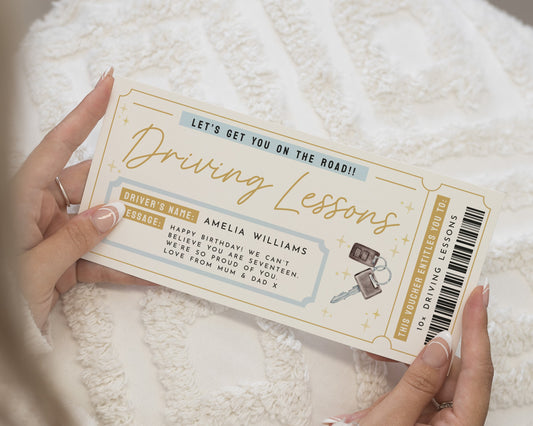 LET'S GET YOU ON THE ROAD!!
Driving Lessons
DRIVER'S NAME: AMELIA WILLIAMS
ESSAGE: HAPPY BIRTHDAY! WE CAN'T
BELIEVE YOU ARE SEVENTEEN.
WE'RE SO PROUD OF YOU.
LOVE FROM MUM & DAD X
THIS VOUCHER ENTITLES YOU TO:
10x DRIVING LESSONS